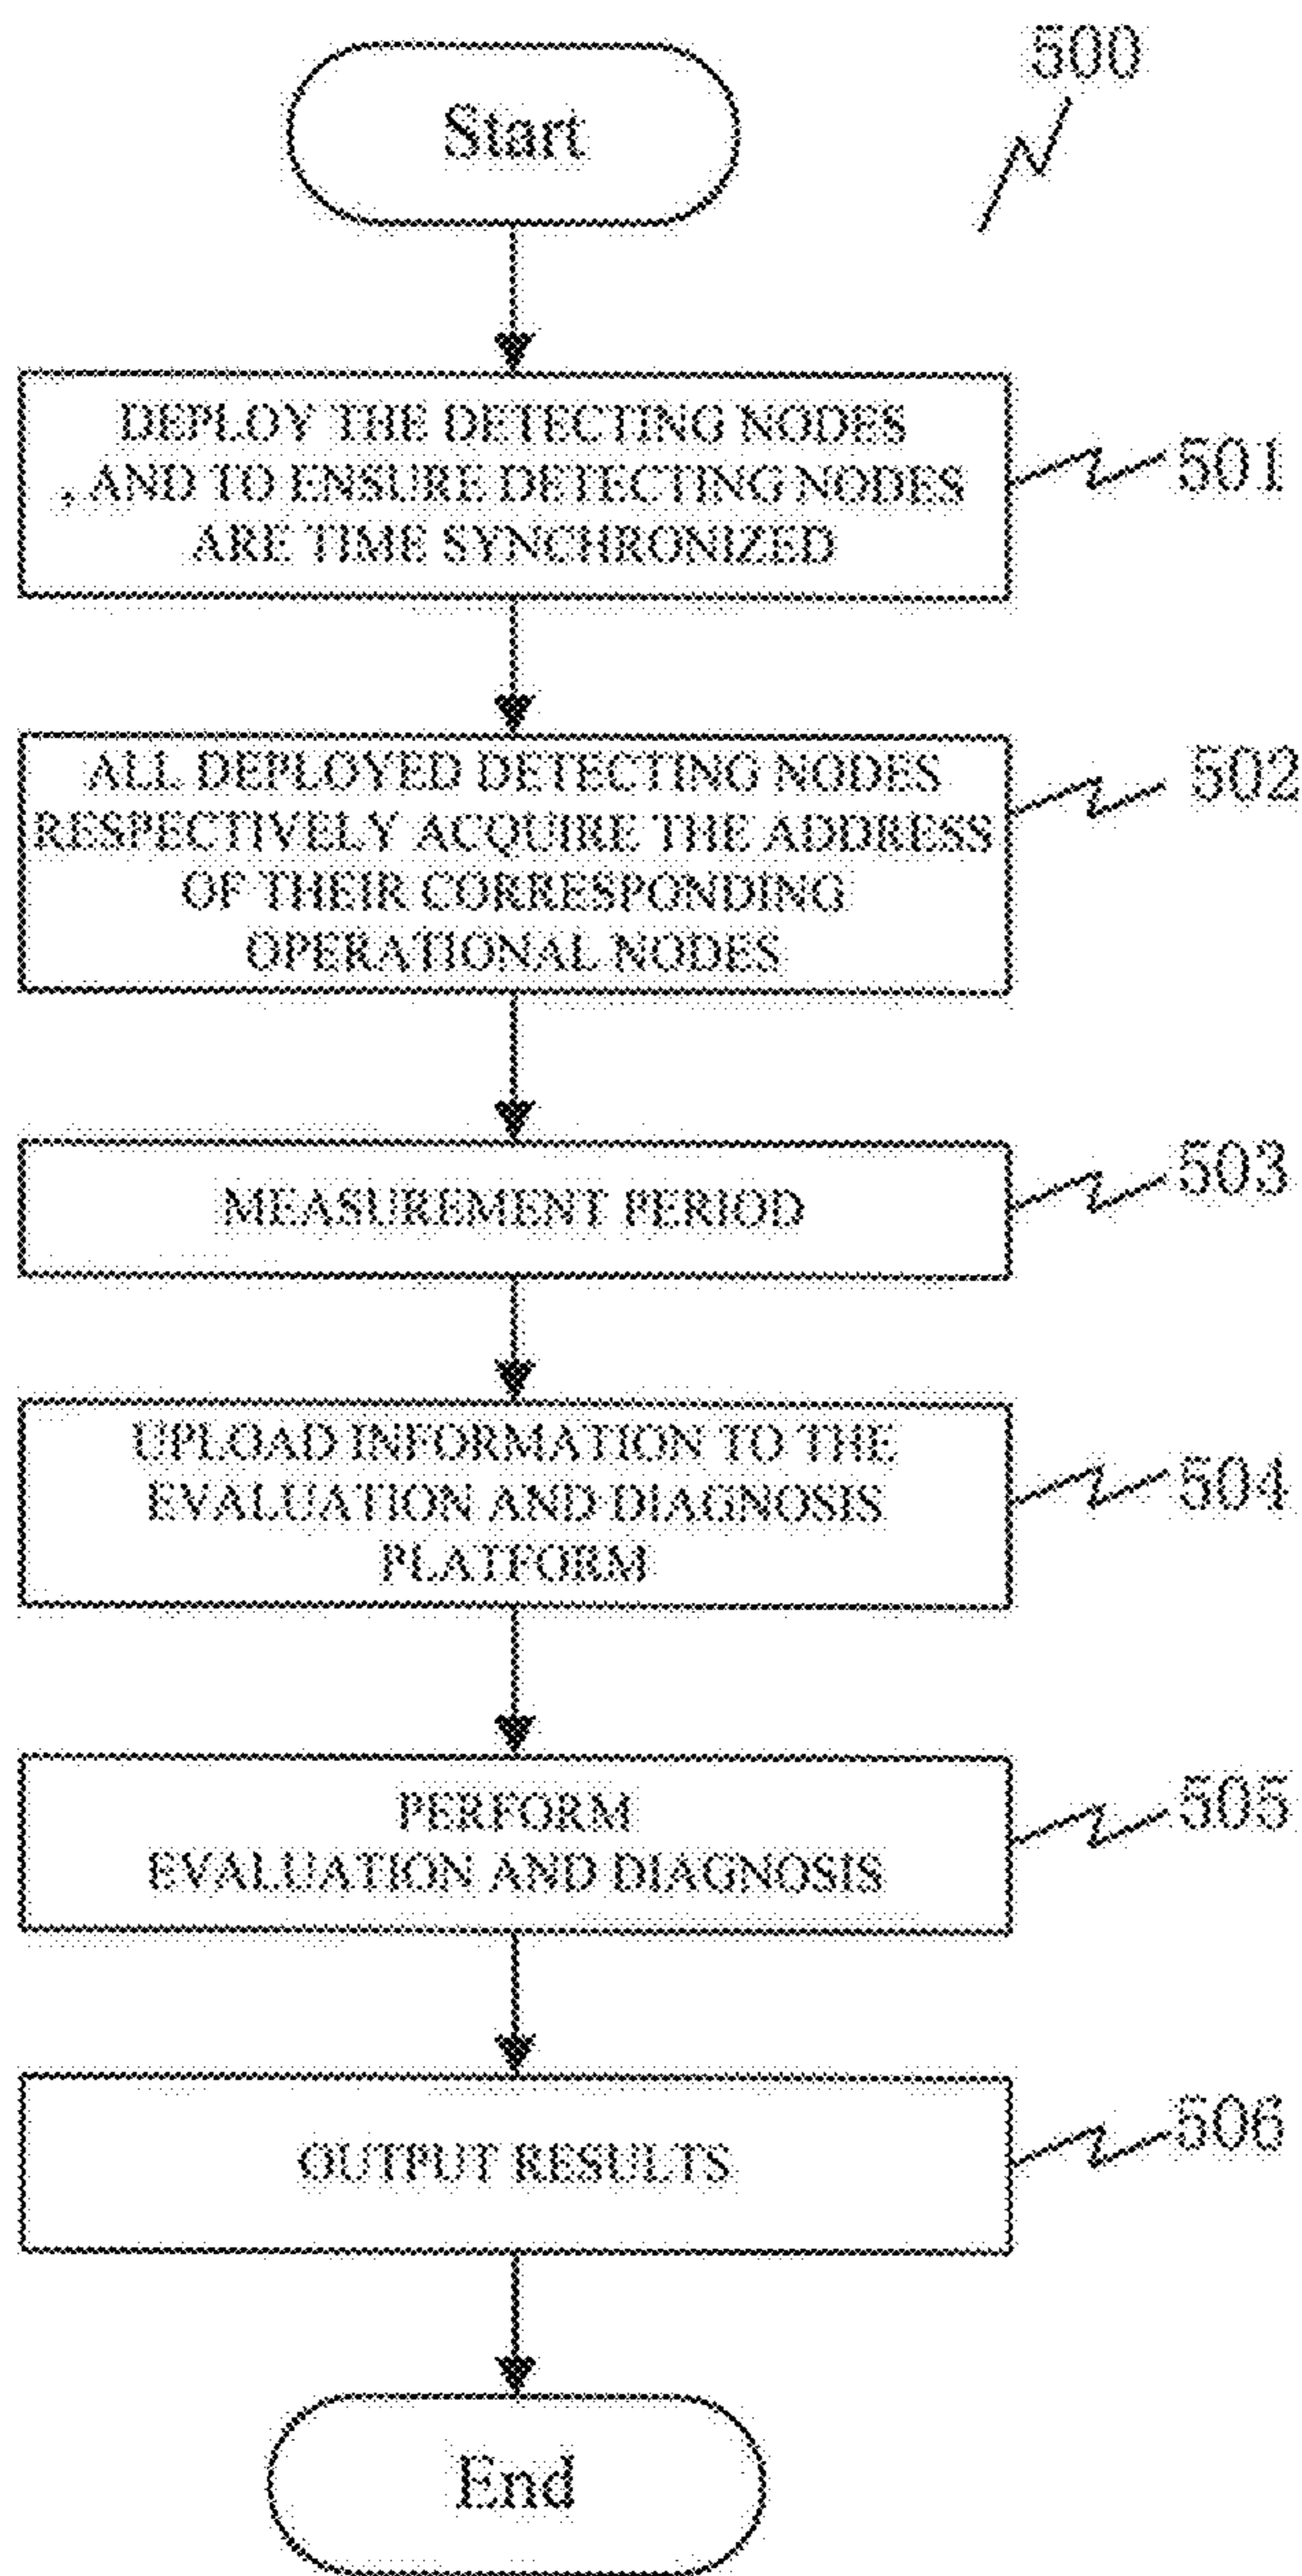 500
Start
DEPLOY THE DETECTING NODES
, AND TO ENSURE DETECTING NODES
ARE TIME SYNCHRONIZED
501
ALL DEPLOYED DETECTING NODES
RESPECTIVELY ACQUIRE THE ADDRESS
OF THEIR CORRESPONDING
OPERATIONAL NODES
502
MEASUREMENT PERIOD
503
UPLOAD INFORMATION TO THE
EVALUATION AND DIAGNOSIS
PLATFORM
504
PERFORM
EVALUATION AND DIAGNOSIS
505
OUTPUT RESULTS
506
End